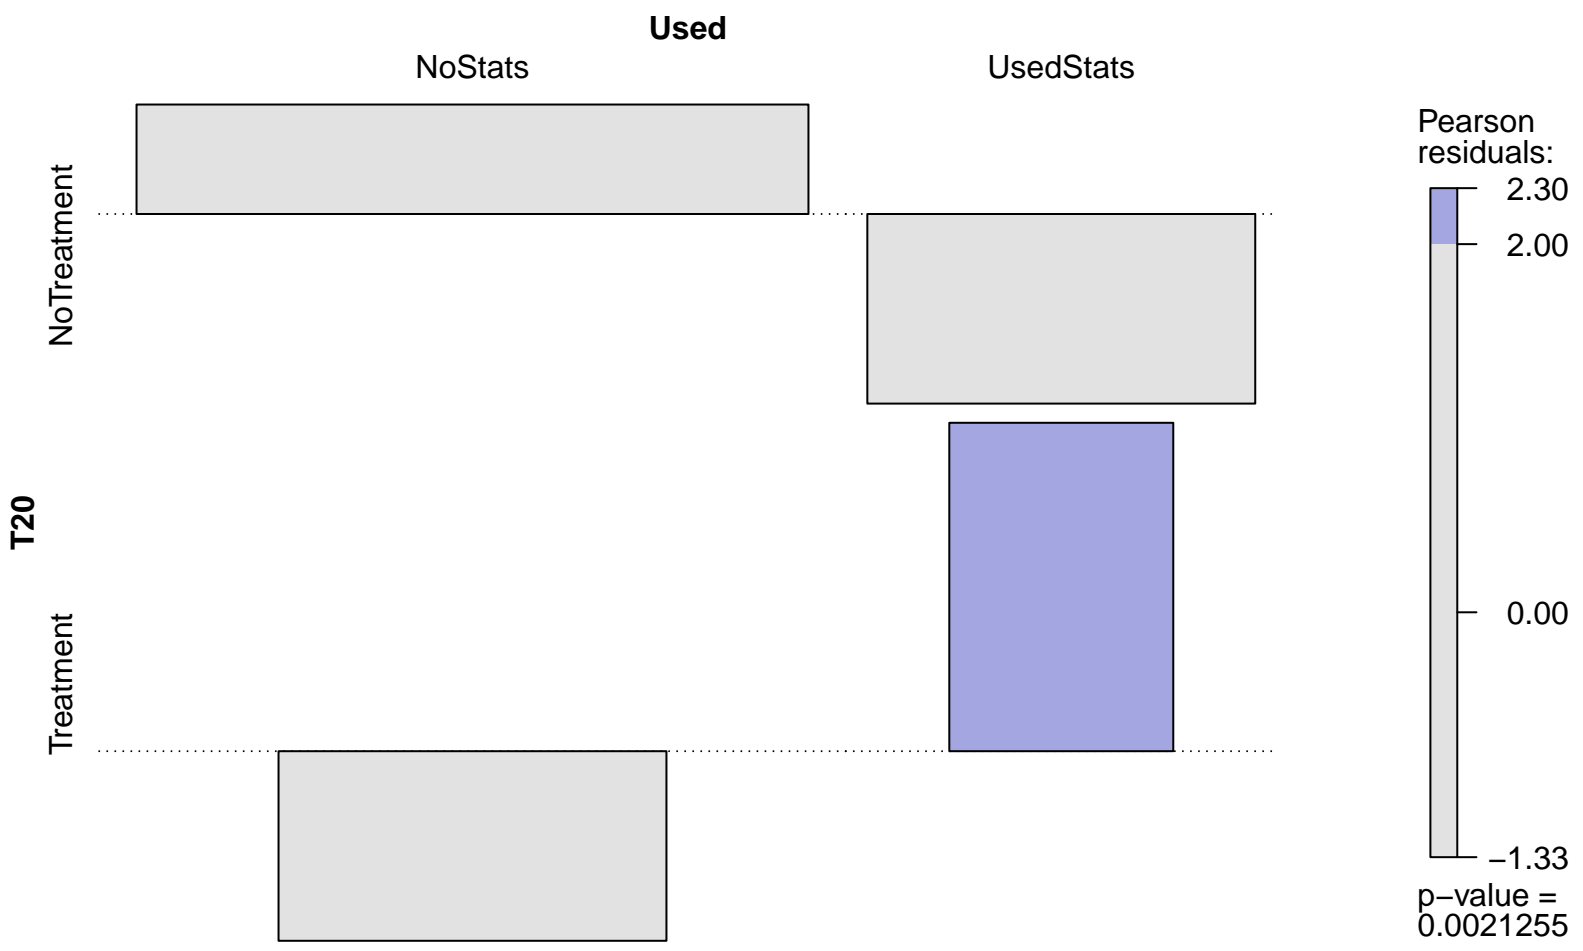 Used
NoStats
UsedStats
T20
NoTreatment
Treatment
Pearson
residuals:
2.30
2.00
0.00
−1.33
p−value =
0.0021255